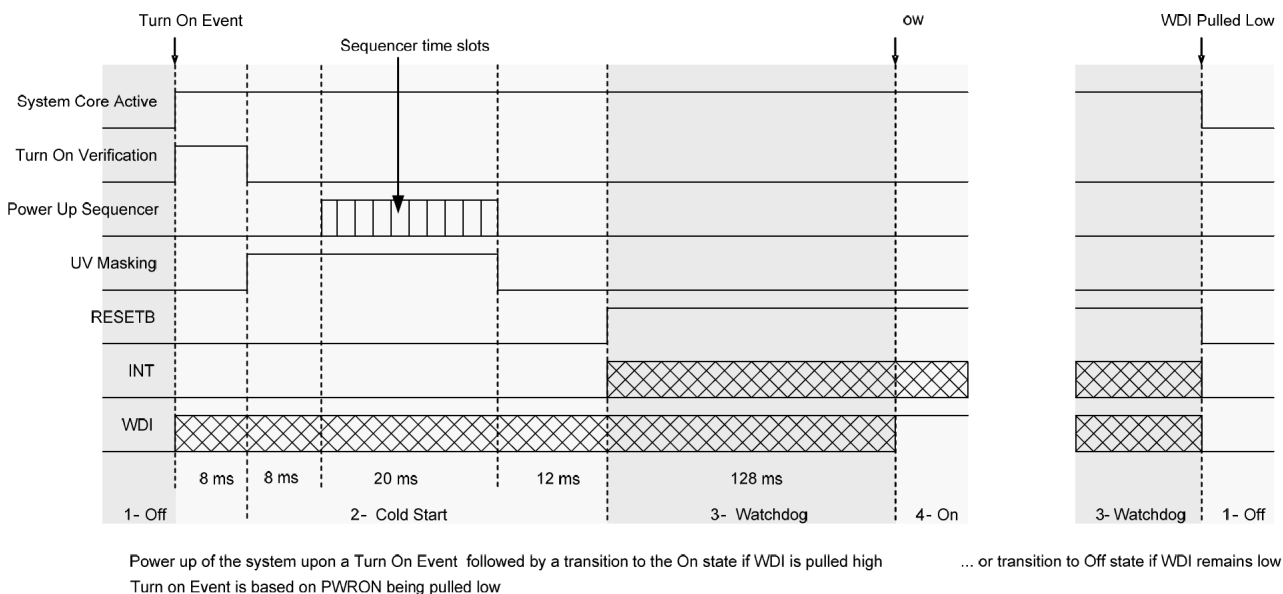 Turn On Event
ow
WDI Pulled Low
Sequencer time slots
System Core Active
Turn On Verification
Power Up Sequencer
UV Masking
RESETB
INT
WDI
8 ms
8 ms
20 ms
12 ms
128 ms
1- Off
2- Cold Start
3- Watchdog
4- On
3- Watchdog
1- Off
Power up of the system upon a Turn On Event followed by a transition to the On state if WDI is pulled high
... or transition to Off state if WDI remains low
Turn on Event is based on PWRON being pulled low